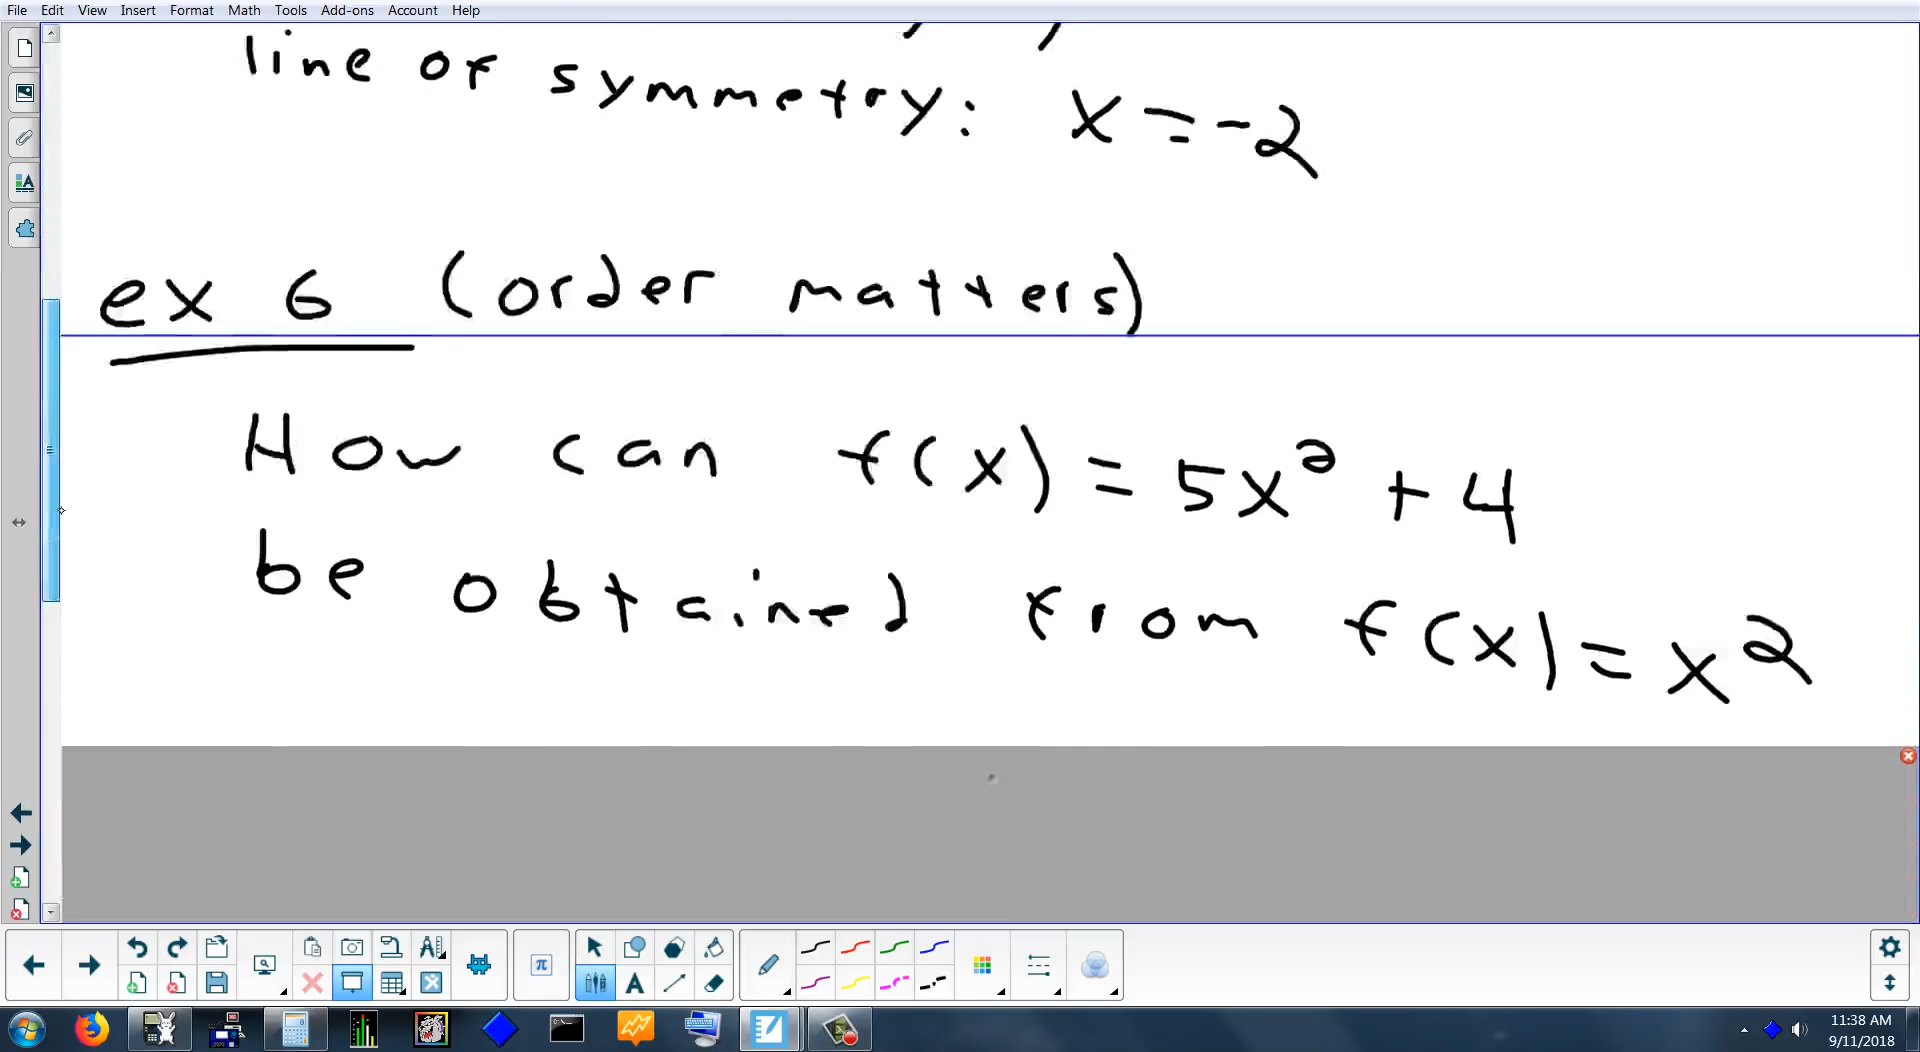 File Edit View Insert Format Math Tools Add-ons Account Help
line of symmetry: x = -2
ex 6 (order matters)
How can f(x) = 5x² + 4
be obtained from f(x) = x²
11:38 AM
9/11/2018